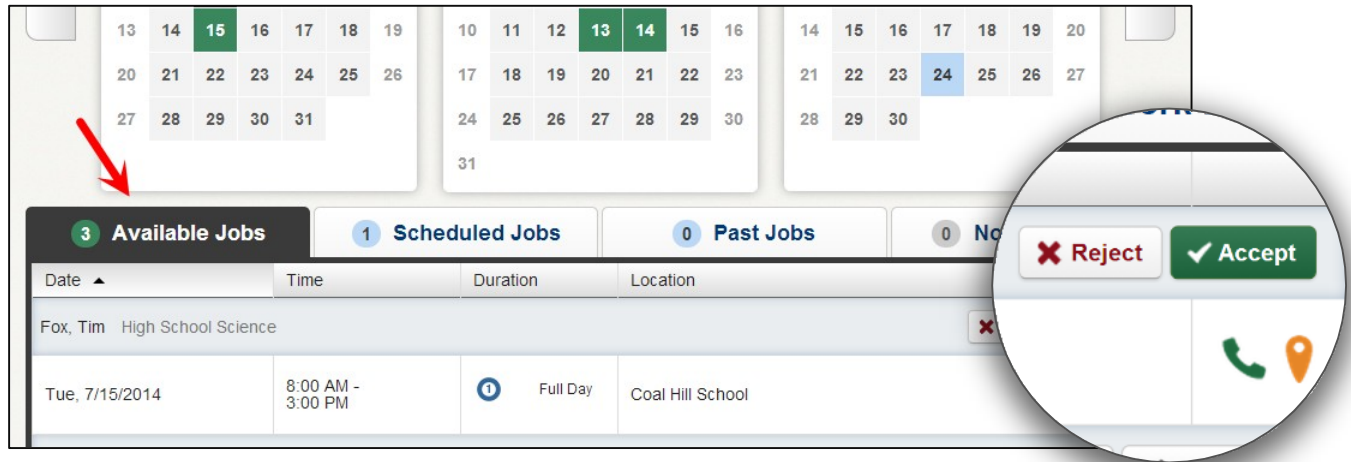 13 14 15 16 17 18 19 10 11 12 13 14 15 16 14 15 16 17 18 19 20
20 21 22 23 24 25 26 17 18 19 20 21 22 23 21 22 23 24 25 26 27
27 28 29 30 31 24 25 26 27 28 29 30 28 29 30
31
3 Available Jobs 1 Scheduled Jobs 0 Past Jobs 0
Reject Accept
Date Time Duration Location
Fox, Tim High School Science
Tue, 7/15/2014 8:00 AM - 3:00 PM 1 Full Day Coal Hill School